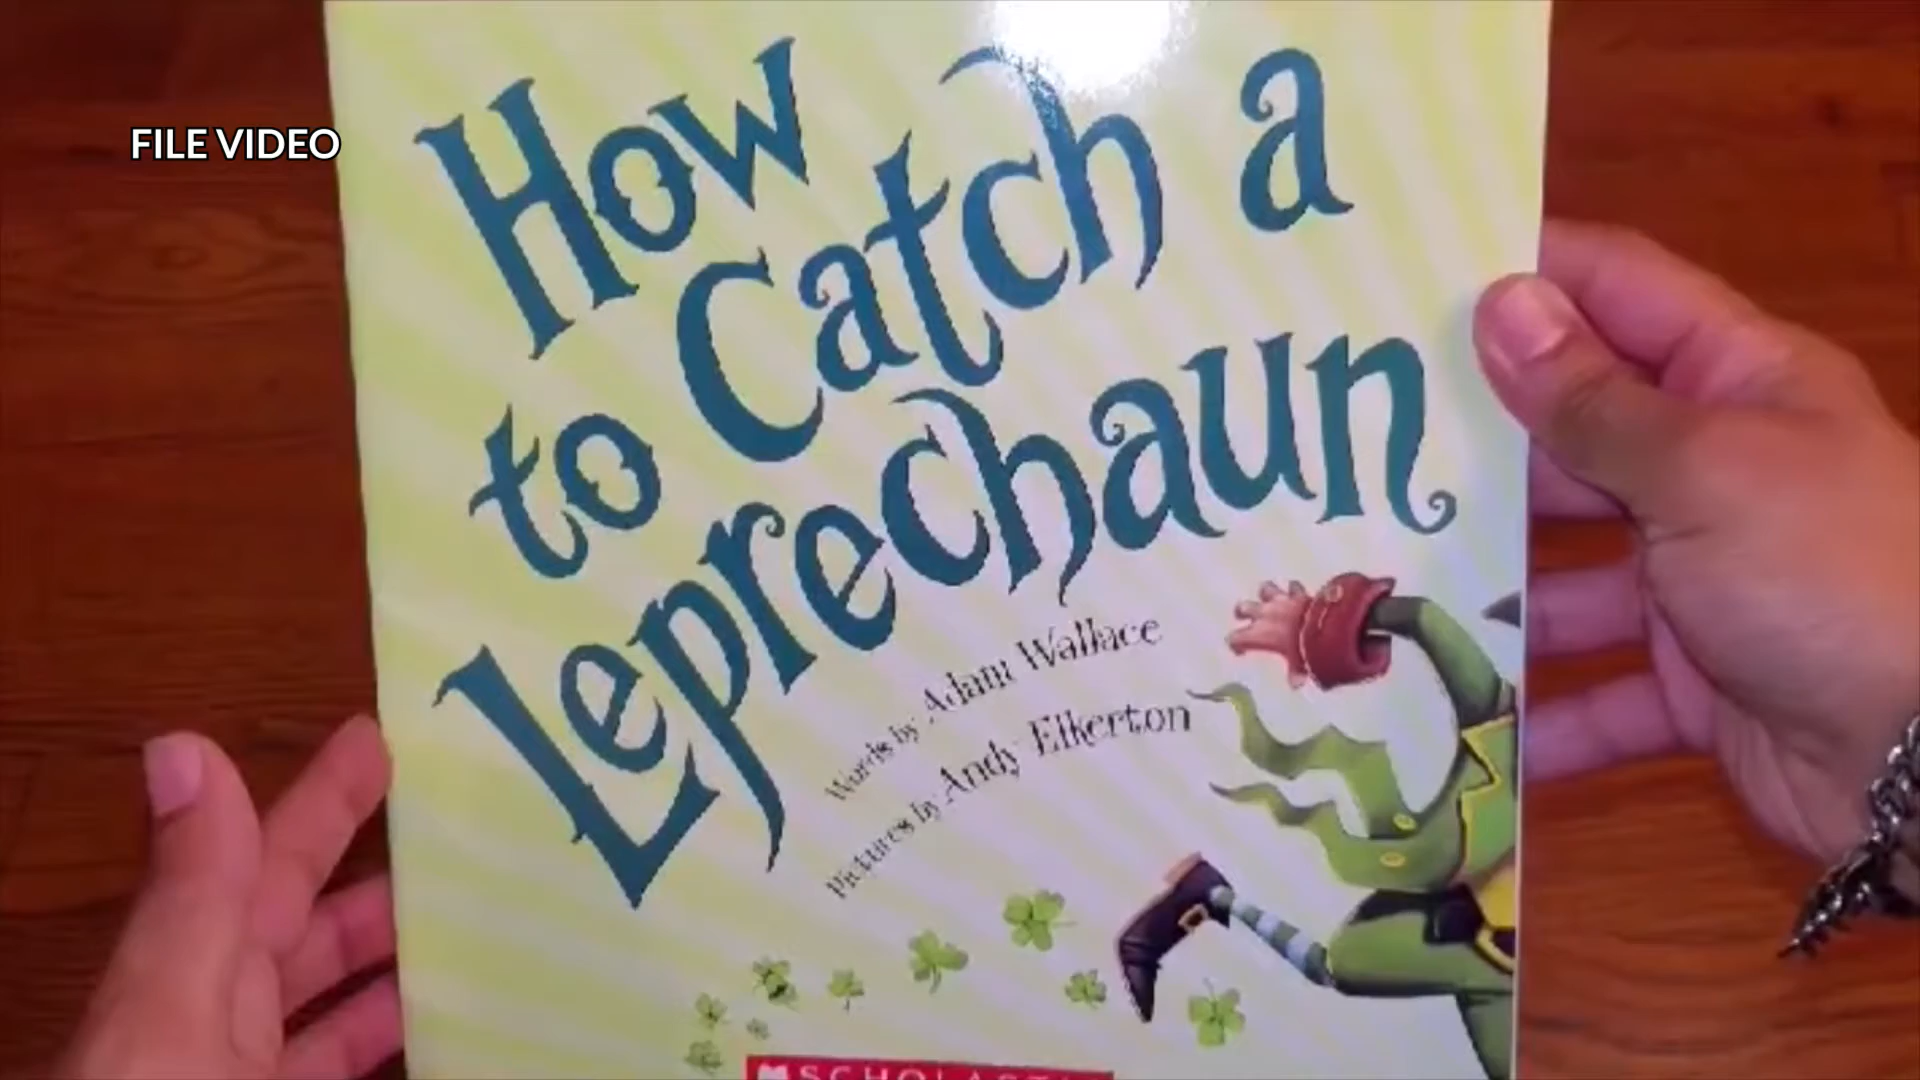 FILE VIDEO
How
to Catch a
Leprechaun
Words by Adam Wallace
Pictures by Andy Elkerton